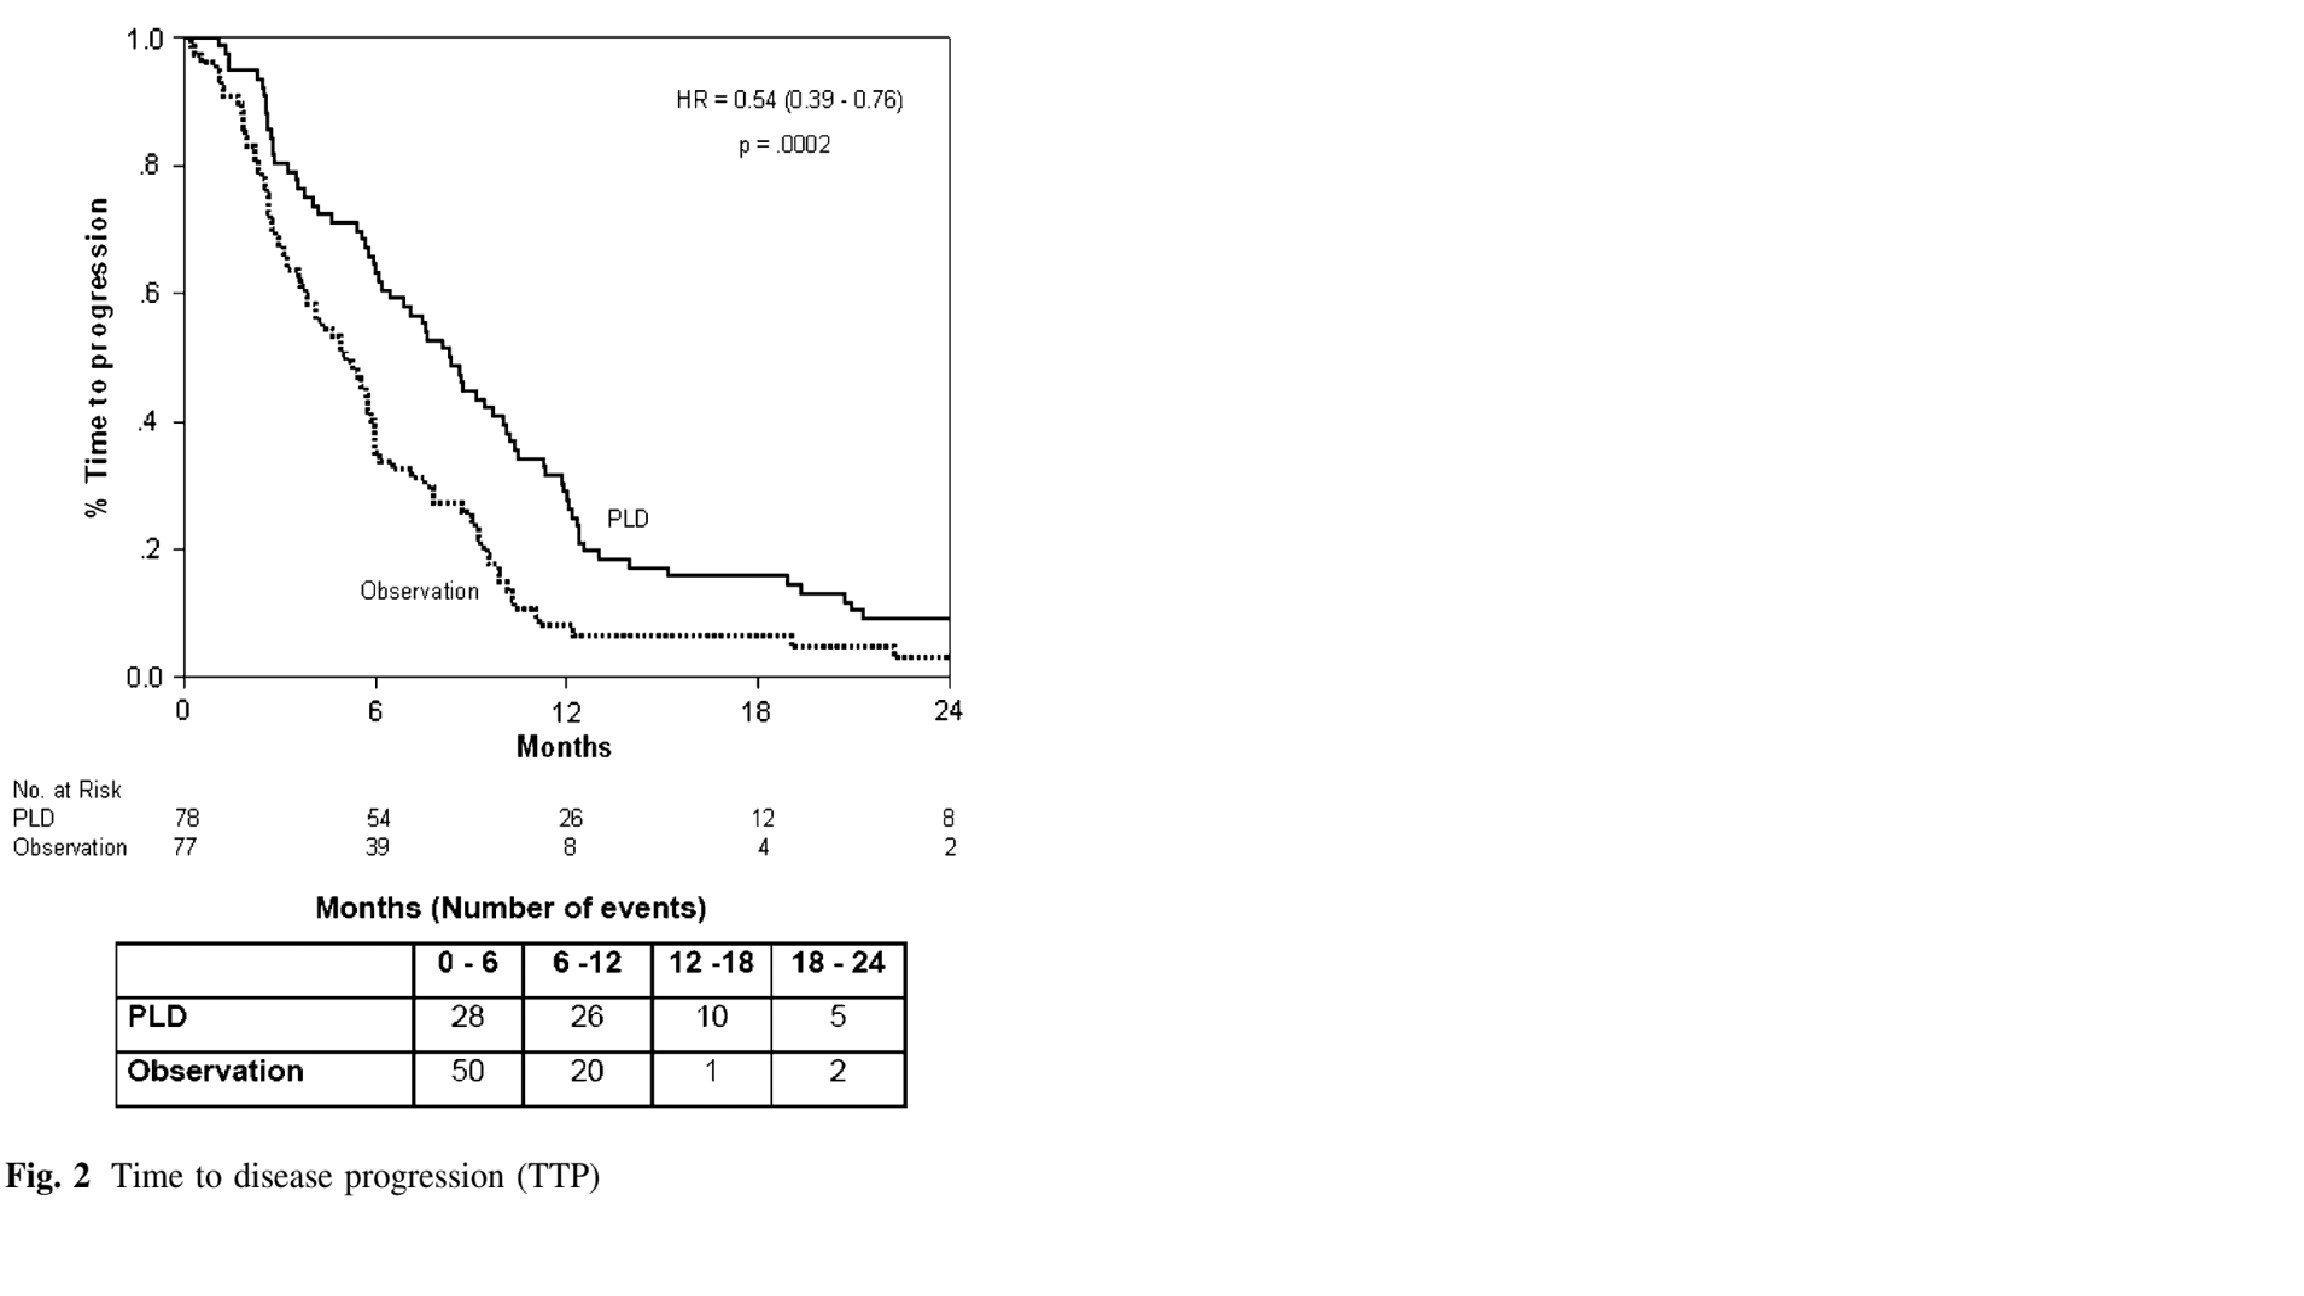 1.0
HR = 0.54 (0.39 - 0.76)
p = .0002
.8
% Time to progression
.6
.4
PLD
.2
Observation
0.0
0 6 12 18 24
Months
No. at Risk
PLD 78 54 26 12 8
Observation 77 39 8 4 2
Months (Number of events)
0 - 6 6 -12 12 -18 18 - 24
PLD 28 26 10 5
Observation 50 20 1 2
Fig. 2 Time to disease progression (TTP)